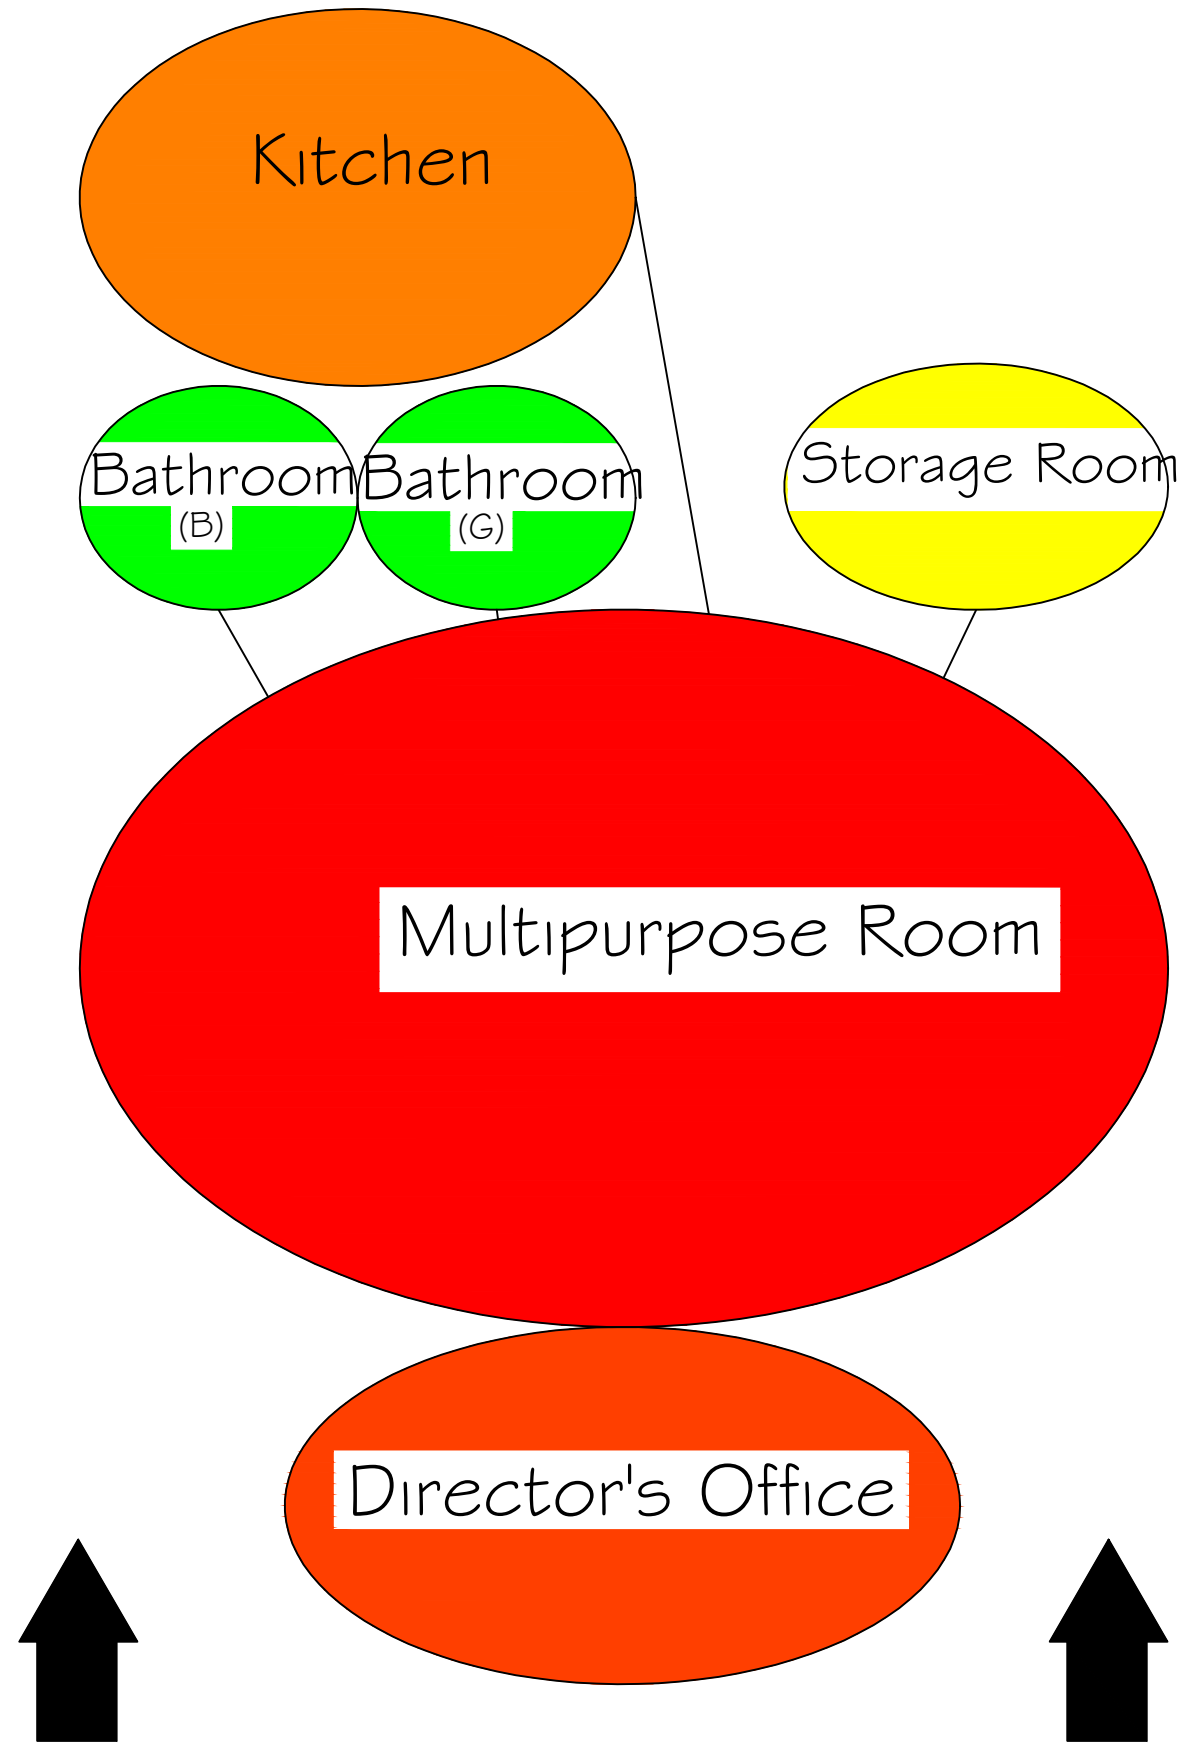 Kitchen
Bathroom
(B)
Bathroom
(G)
Storage Room
Multipurpose Room
Director's Office